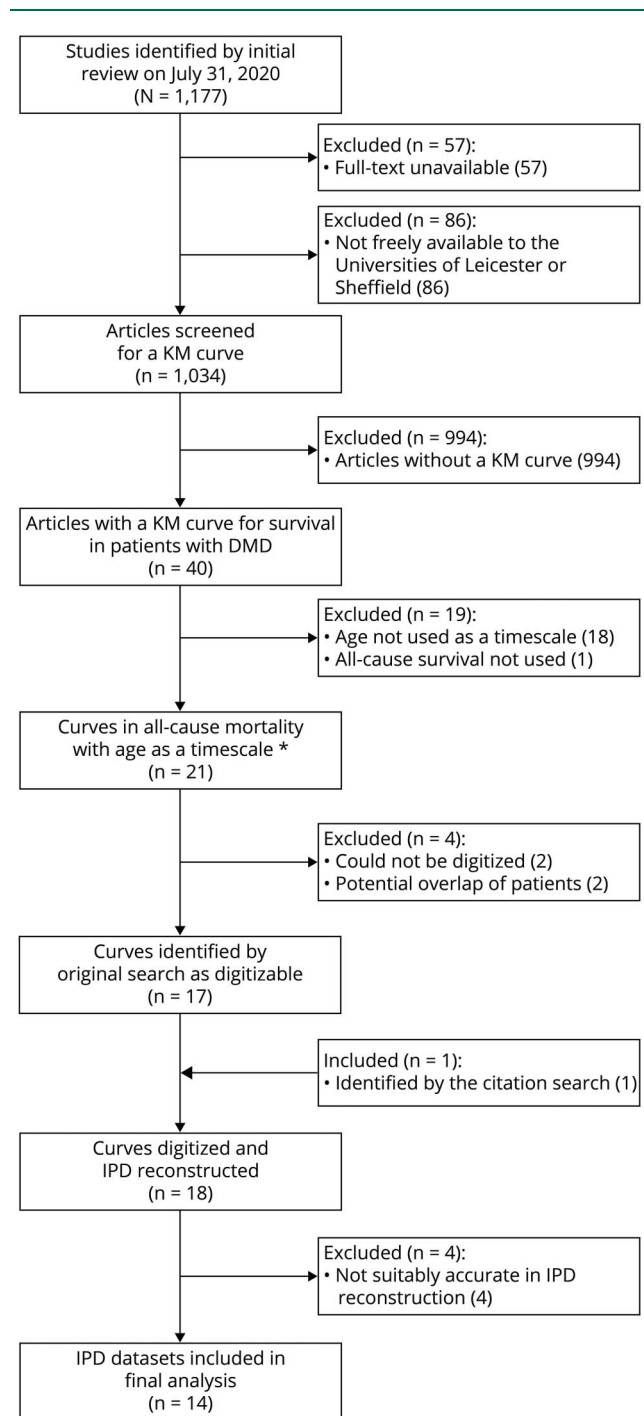 Studies identified by initial
review on July 31, 2020
(N = 1,177)
Excluded (n = 57):
• Full-text unavailable (57)
Excluded (n = 86):
• Not freely available to the
Universities of Leicester or
Sheffield (86)
Articles screened
for a KM curve
(n = 1,034)
Excluded (n = 994):
• Articles without a KM curve (994)
Articles with a KM curve for survival
in patients with DMD
(n = 40)
Excluded (n = 19):
• Age not used as a timescale (18)
• All-cause survival not used (1)
Curves in all-cause mortality
with age as a timescale *
(n = 21)
Excluded (n = 4):
• Could not be digitized (2)
• Potential overlap of patients (2)
Curves identified by
original search as digitizable
(n = 17)
Included (n = 1):
• Identified by the citation search (1)
Curves digitized and
IPD reconstructed
(n = 18)
Excluded (n = 4):
• Not suitably accurate in IPD
reconstruction (4)
IPD datasets included in
final analysis
(n = 14)